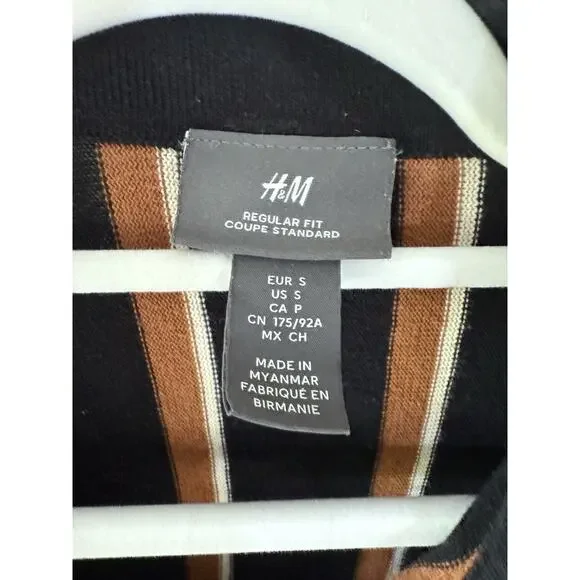 H&M
REGULAR FIT
COUPE STANDARD
EUR S
US S
CA P
CN 175/92A
MX CH
MADE IN
MYANMAR
FABRIQUÉ EN
BIRMANIE